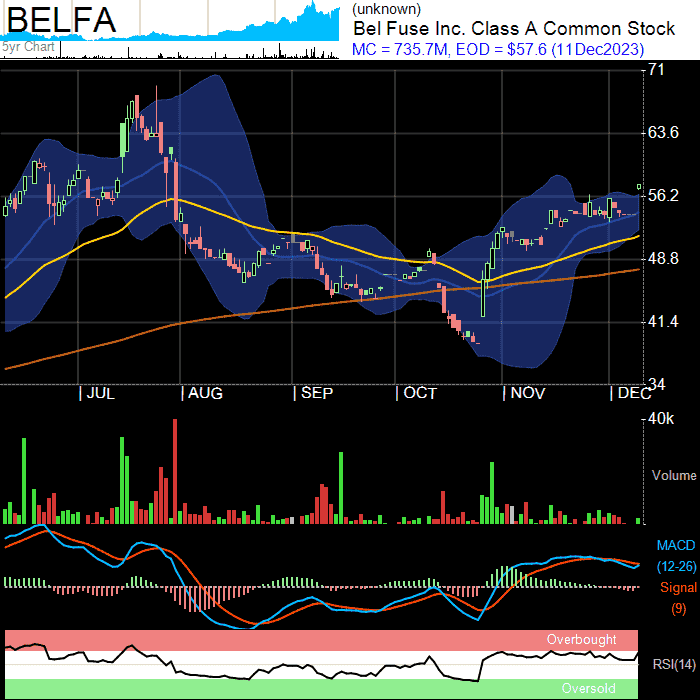 BELFA
5yr Chart
(unknown)
Bel Fuse Inc. Class A Common Stock
MC = 735.7M, EOD = $57.6 (11Dec2023)
71
63.6
56.2
48.8
41.4
34
| JUL | AUG | SEP | OCT | NOV | DEC
40k
Volume
MACD
(12-26)
Signal
(9)
Overbought
RSI(14)
Oversold